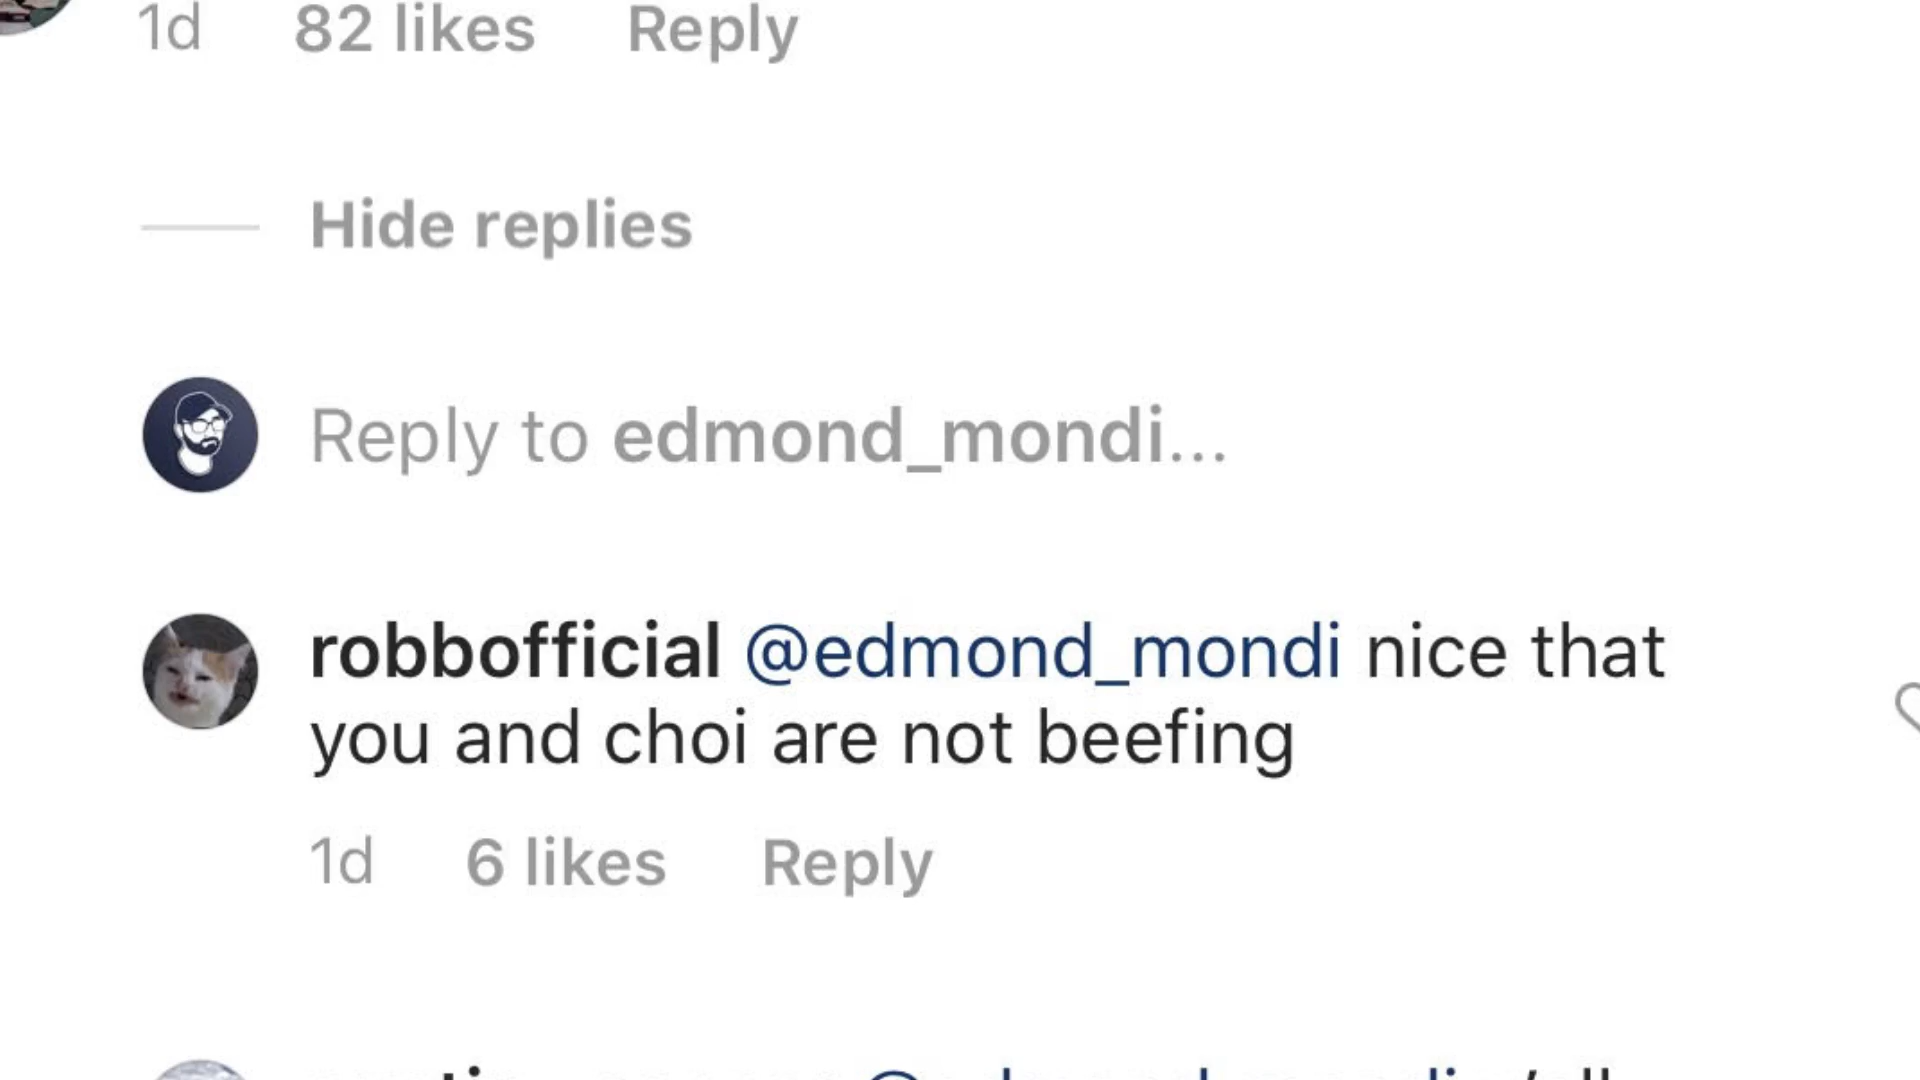 1d 82 likes Reply
Hide replies
Reply to edmond_mondi...
robbofficial @edmond_mondi nice that
you and choi are not beefing
1d 6 likes Reply